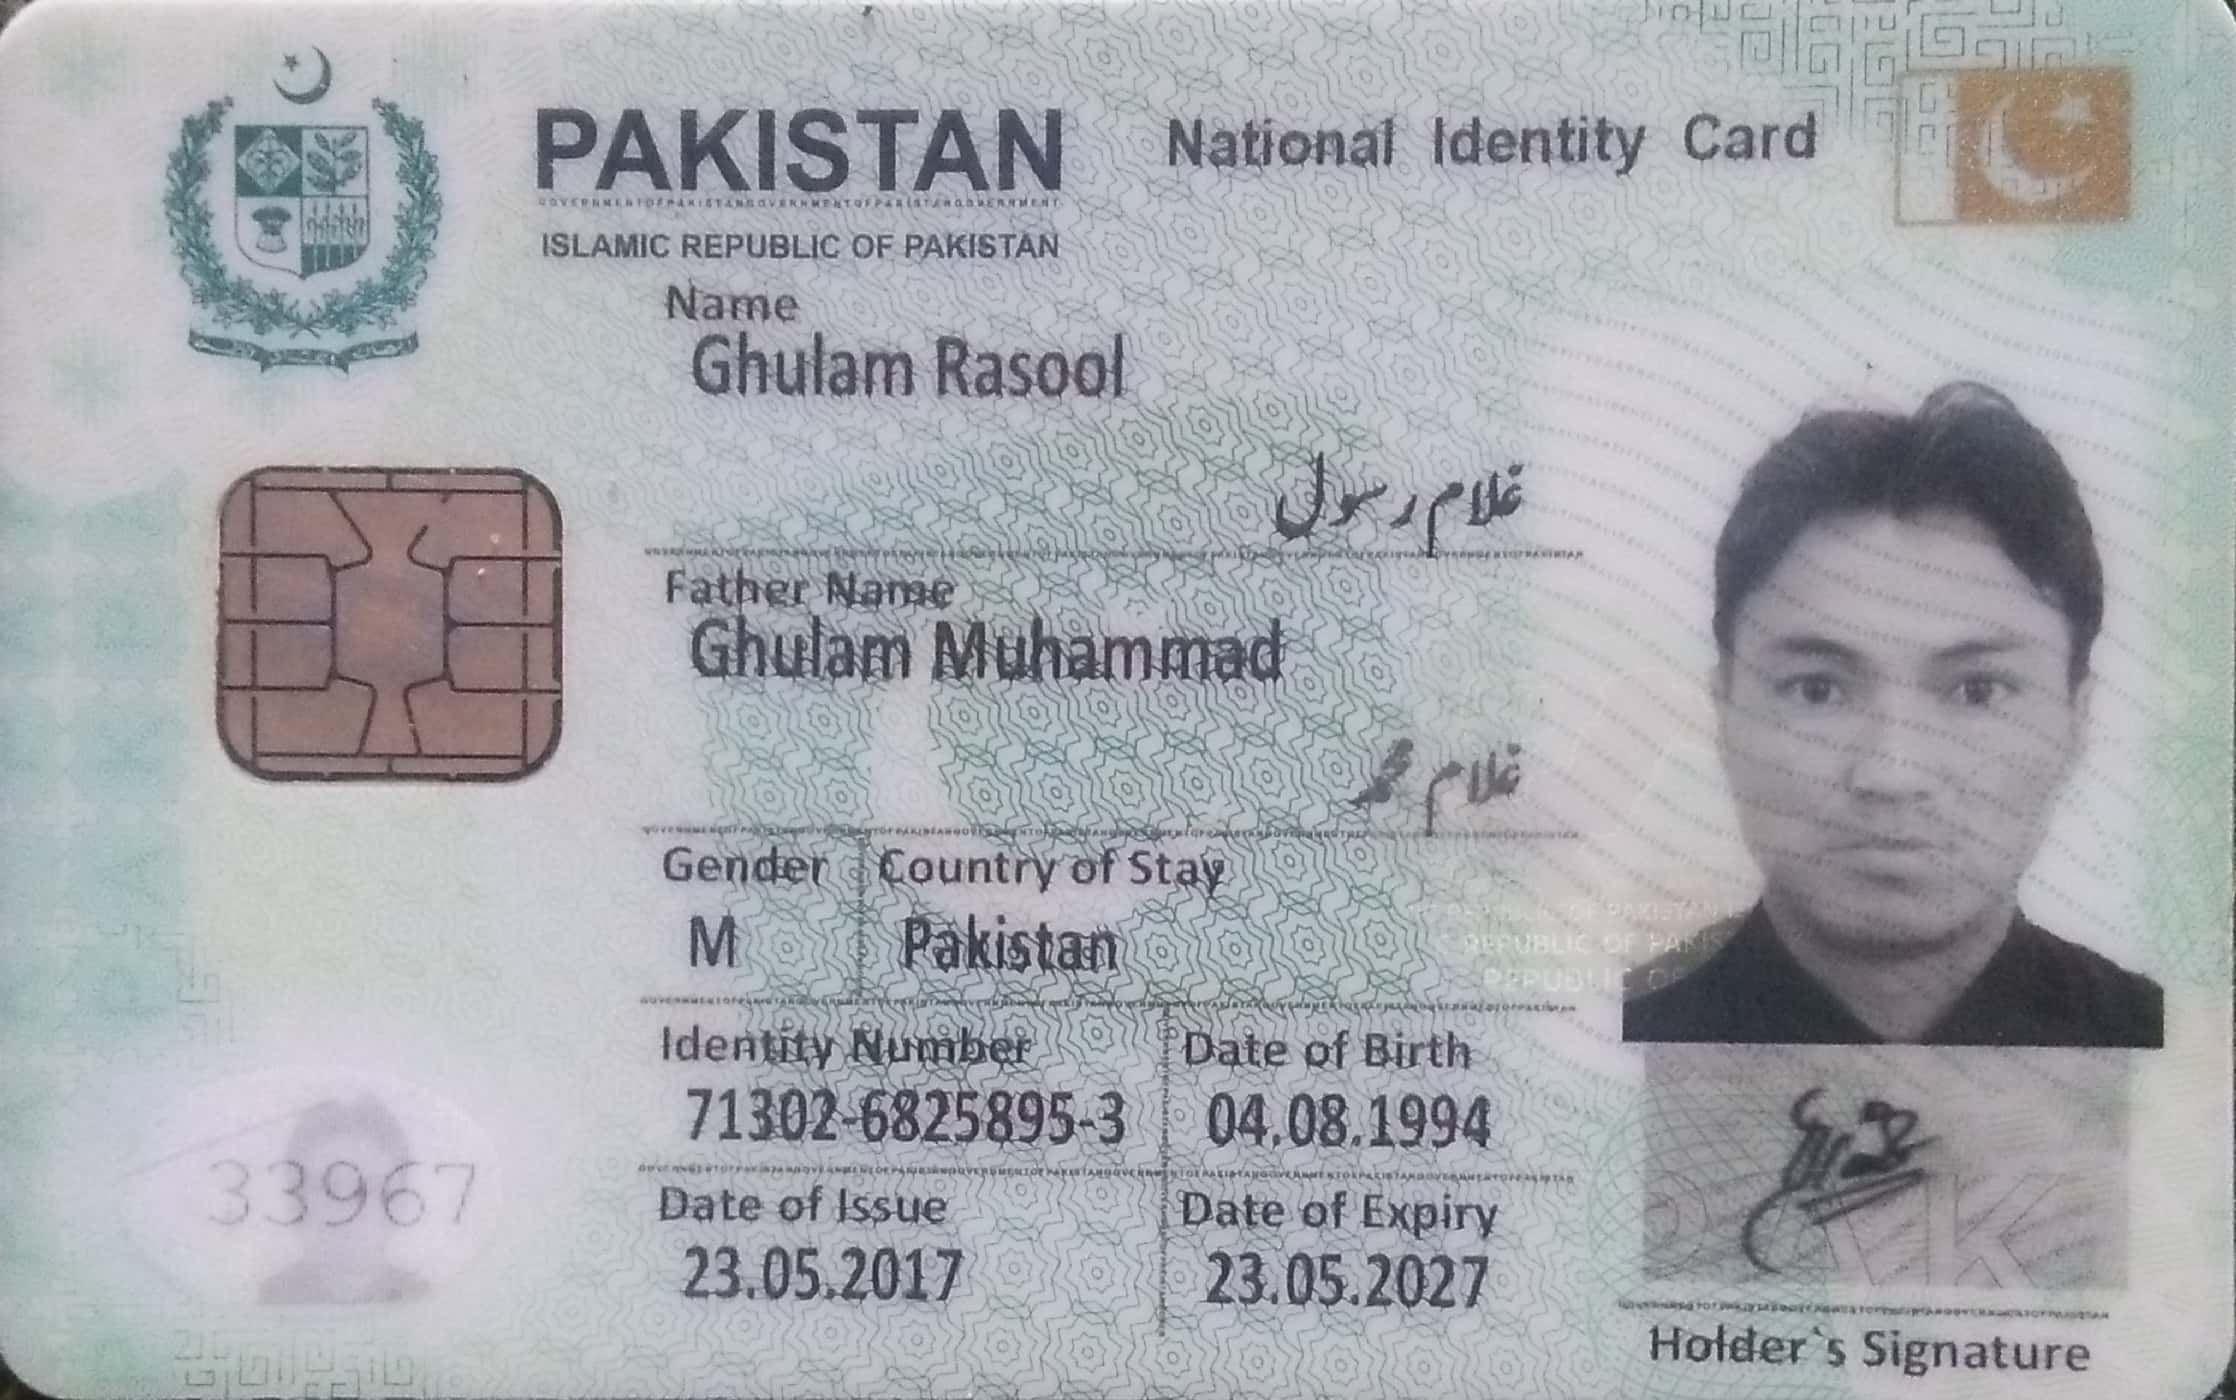 PAKISTAN
National Identity Card
ISLAMIC REPUBLIC OF PAKISTAN
Name
Ghulam Rasool
غلام رسول
Father Name
Ghulam Muhammad
غلام محمد
Gender
Country of Stay
M
Pakistan
Identity Number
Date of Birth
71302-6825895-3
04.08.1994
Date of Issue
Date of Expiry
23.05.2017
23.05.2027
33967
Holder`s Signature